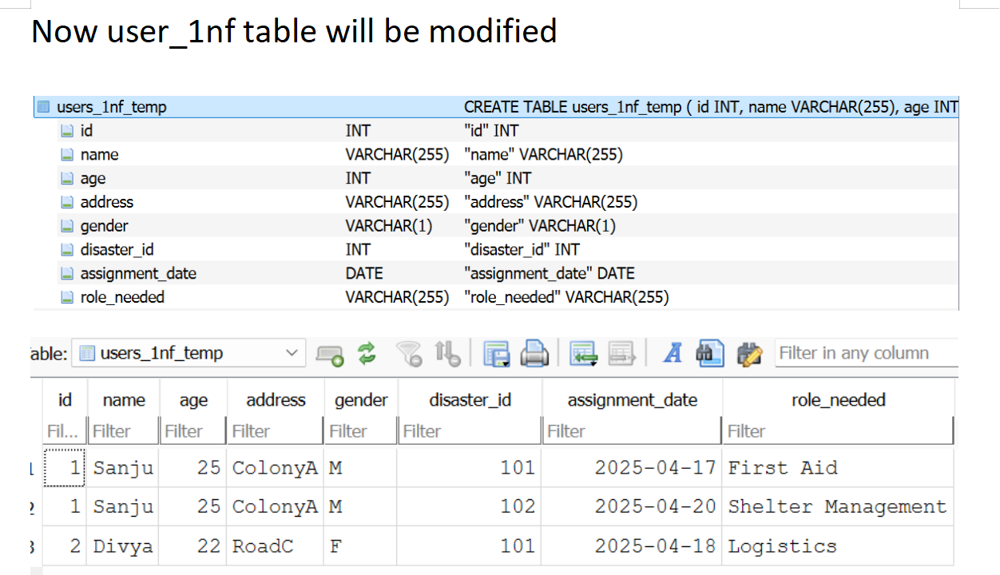 Now user_1nf table will be modified
users_1nf_temp CREATE TABLE users_1nf_temp ( id INT, name VARCHAR(255), age INT
id INT "id" INT
name VARCHAR(255) "name" VARCHAR(255)
age INT "age" INT
address VARCHAR(255) "address" VARCHAR(255)
gender VARCHAR(1) "gender" VARCHAR(1)
disaster_id INT "disaster_id" INT
assignment_date DATE "assignment_date" DATE
role_needed VARCHAR(255) "role_needed" VARCHAR(255)
able: users_1nf_temp Filter in any column
id name age address gender disaster_id assignment_date role_needed
Fil... Filter Filter Filter Filter Filter Filter Filter
1 1 Sanju 25 ColonyA M 101 2025-04-17 First Aid
2 1 Sanju 25 ColonyA M 102 2025-04-20 Shelter Management
3 2 Divya 22 RoadC F 101 2025-04-18 Logistics